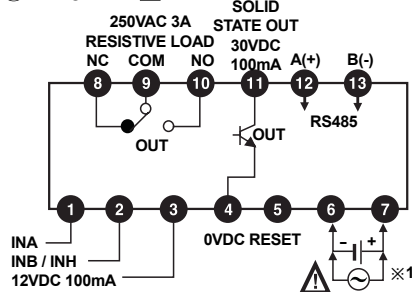 SOLID
250VAC 3A STATE OUT
RESISTIVE LOAD 30VDC
NC COM NO 100mA A(+) B(-)
8 9 10 11 12 13
OUT OUT RS485
1 2 3 4 5 6 7
0VDC RESET
INA
INB / INH
12VDC 100mA
- +
※1